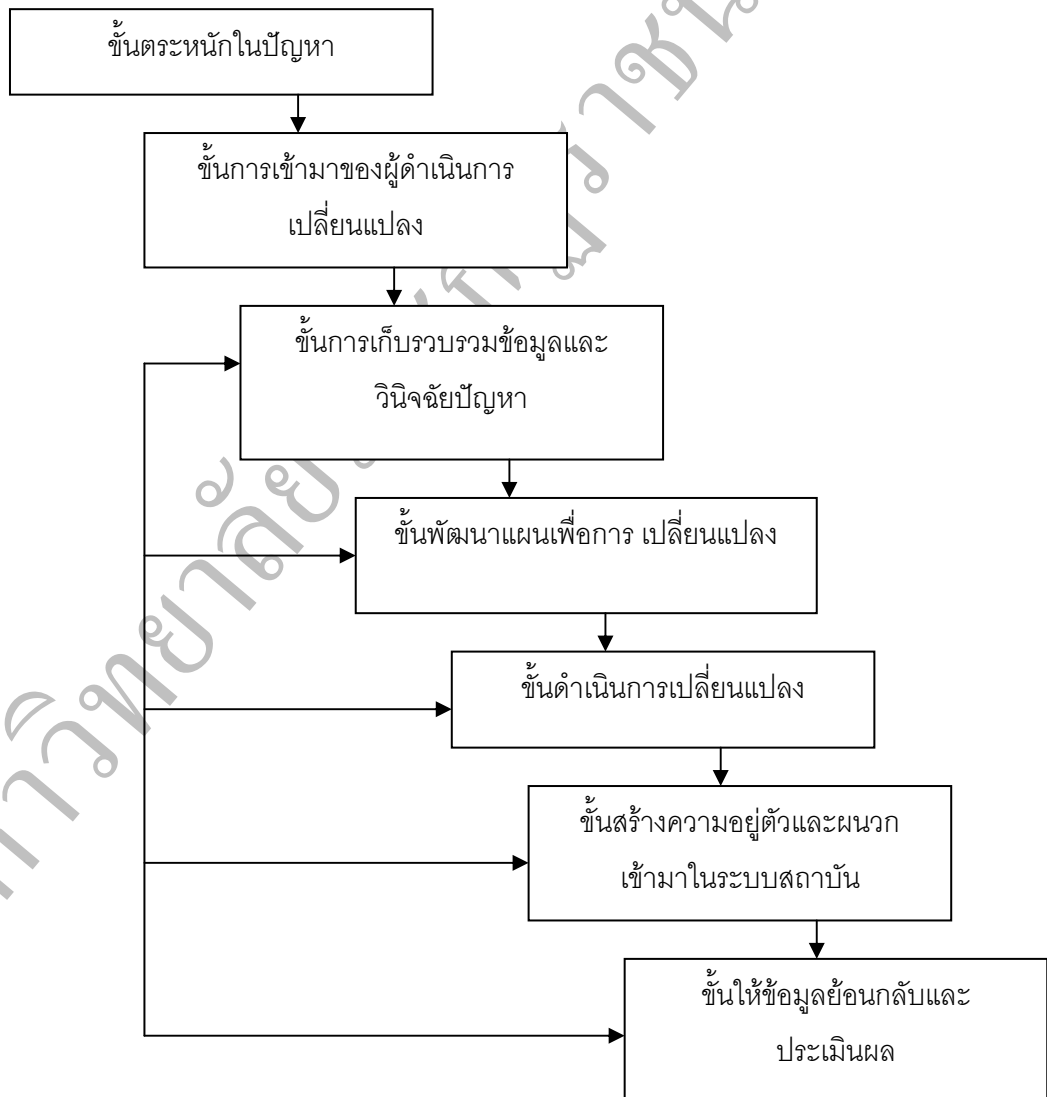 ขั้นตระหนักในปัญหา
ขั้นการเข้ามาของผู้ดำเนินการ
เปลี่ยนแปลง
ขั้นการเก็บรวบรวมข้อมูลและ
วินิจฉัยปัญหา
ขั้นพัฒนาแผนเพื่อการ เปลี่ยนแปลง
ขั้นดำเนินการเปลี่ยนแปลง
ขั้นสร้างความอยู่ตัวและผนวก
เข้ามาในระบบสถาบัน
ขั้นให้ข้อมูลย้อนกลับและ
ประเมินผล